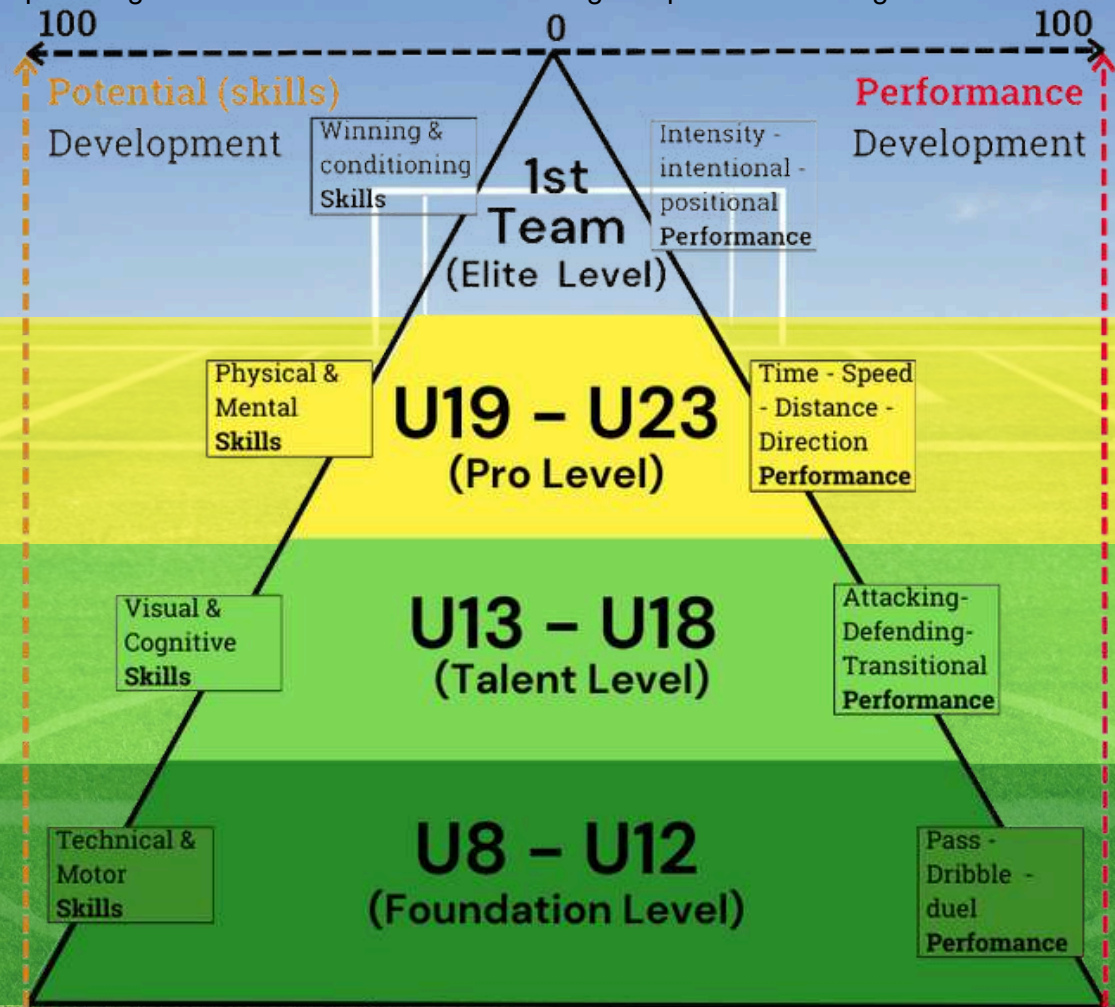 100
0
100
Potential (skills)
Development
Performance
Development
Winning &
conditioning
Skills
1st
Team
(Elite Level)
Intensity -
intentional -
positional
Performance
Physical &
Mental
Skills
U19 – U23
(Pro Level)
Time - Speed
- Distance -
Direction
Performance
Visual &
Cognitive
Skills
U13 – U18
(Talent Level)
Attacking-
Defending-
Transitional
Performance
Technical &
Motor
Skills
U8 – U12
(Foundation Level)
Pass -
Dribble -
duel
Perfomance